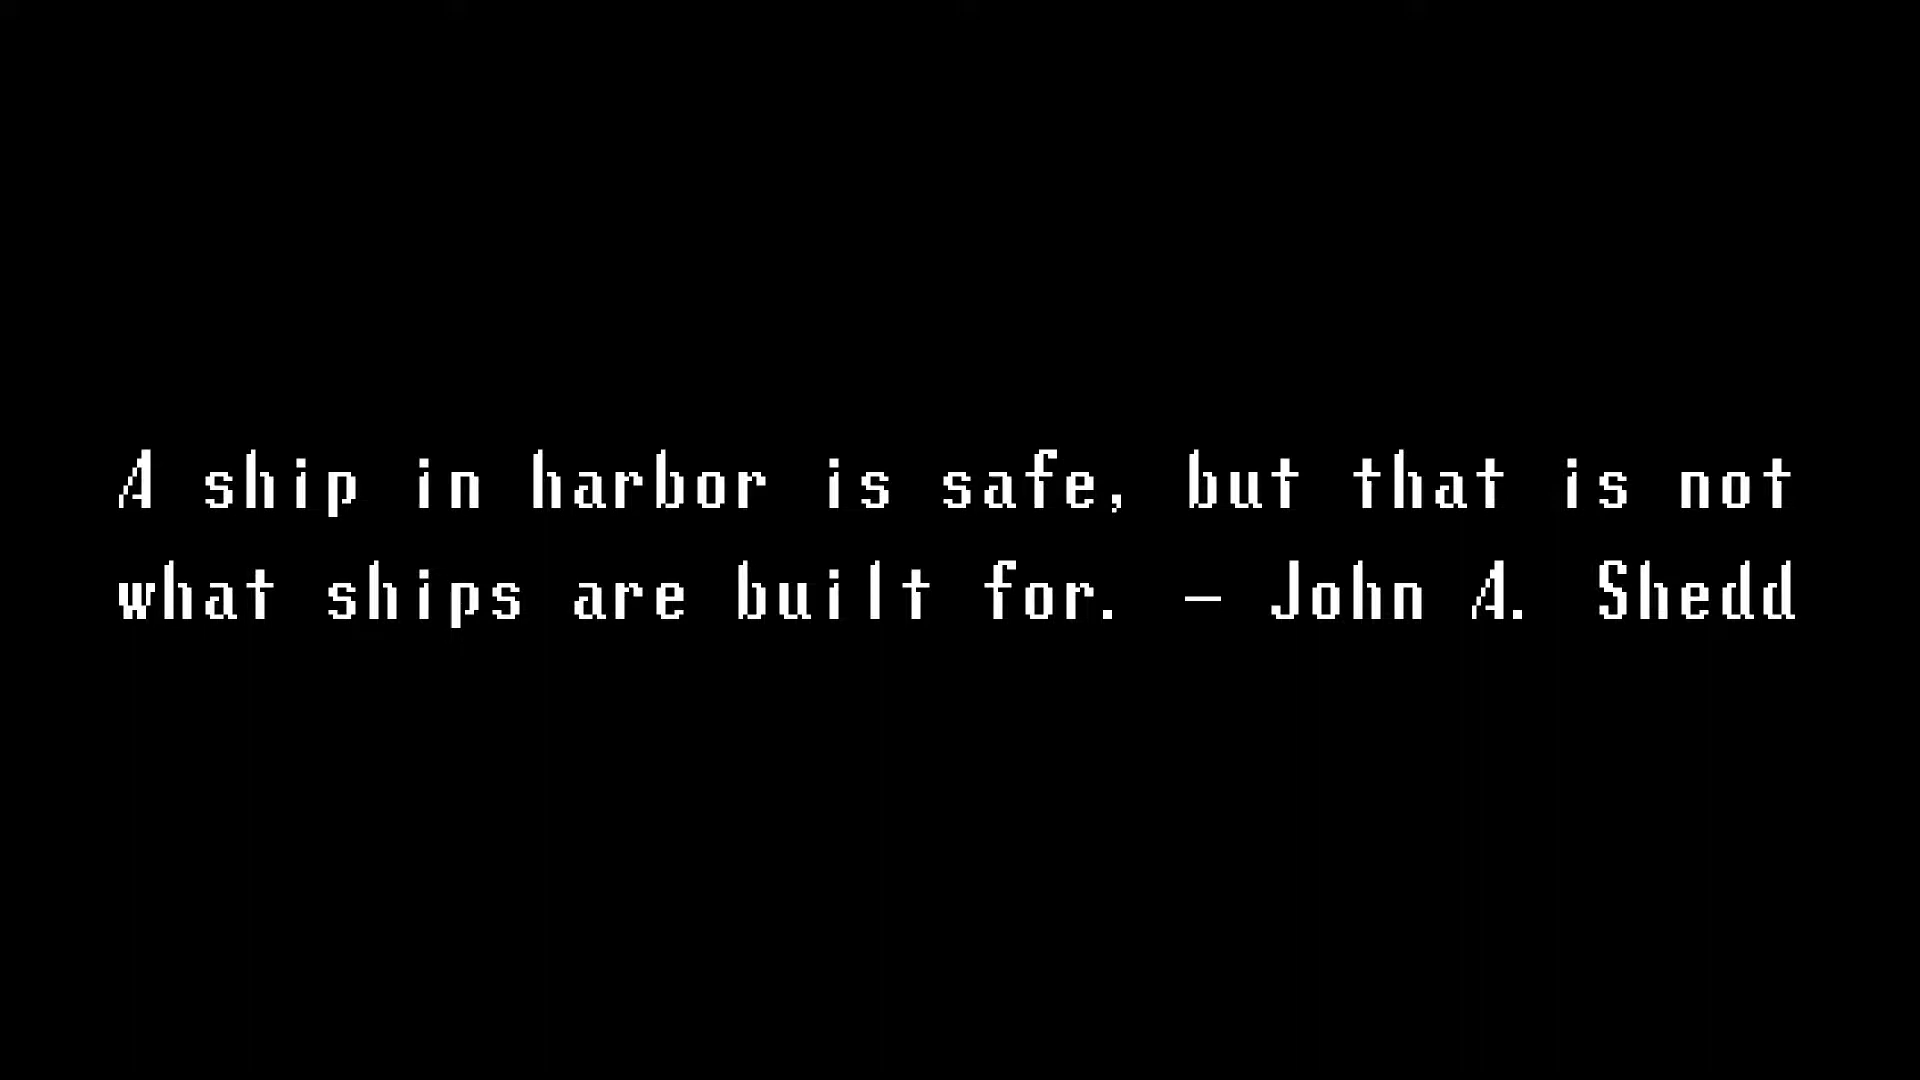 A ship in harbor is safe, but that is not
what ships are built for. — John A. Shedd